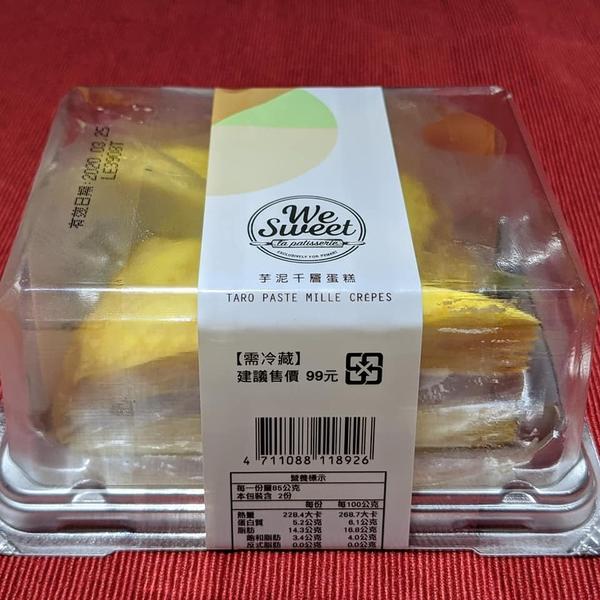 有效日期:2020.03.25
LE3903T
We
Sweet
la patisserie
EXCLUSIVELY FOR PXMART
芋泥千層蛋糕
TARO PASTE MILLE CRÊPES
【需冷藏】
建議售價 99元
4 711088 118926
營養標示
每一份量85公克
本包裝含 2份
每份 每100公克
熱量 228.4大卡 268.7大卡
蛋白質 5.2公克 6.1公克
脂肪 14.3公克 16.8公克
飽和脂肪 3.4公克 4.0公克
反式脂肪 0.0公克 0.0公克